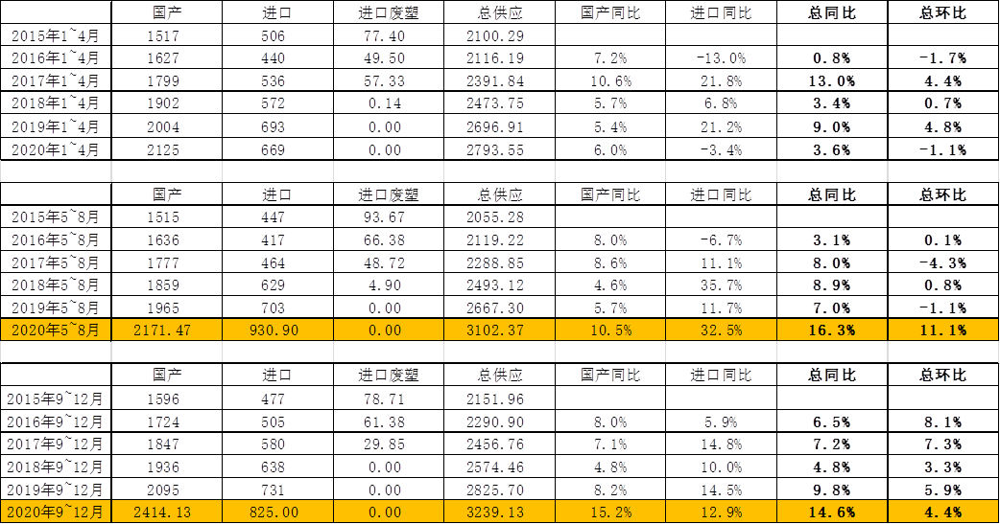 国产 进口 进口废塑 总供应 国产同比 进口同比 总同比 总环比
2015年1~4月 1517 506 77.40 2100.29
2016年1~4月 1627 440 49.50 2116.19 7.2% -13.0% 0.8% -1.7%
2017年1~4月 1799 536 57.33 2391.84 10.6% 21.8% 13.0% 4.4%
2018年1~4月 1902 572 0.14 2473.75 5.7% 6.8% 3.4% 0.7%
2019年1~4月 2004 693 0.00 2696.91 5.4% 21.2% 9.0% 4.8%
2020年1~4月 2125 669 0.00 2793.55 6.0% -3.4% 3.6% -1.1%
国产 进口 进口废塑 总供应 国产同比 进口同比 总同比 总环比
2015年5~8月 1515 447 93.67 2055.28
2016年5~8月 1636 417 66.38 2119.22 8.0% -6.7% 3.1% 0.1%
2017年5~8月 1777 464 48.72 2288.85 8.6% 11.1% 8.0% -4.3%
2018年5~8月 1859 629 4.90 2493.12 4.6% 35.7% 8.9% 0.8%
2019年5~8月 1965 703 0.00 2667.30 5.7% 11.7% 7.0% -1.1%
2020年5~8月 2171.47 930.90 0.00 3102.37 10.5% 32.5% 16.3% 11.1%
国产 进口 进口废塑 总供应 国产同比 进口同比 总同比 总环比
2015年9~12月 1596 477 78.71 2151.96
2016年9~12月 1724 505 61.38 2290.90 8.0% 5.9% 6.5% 8.1%
2017年9~12月 1847 580 29.85 2456.76 7.1% 14.8% 7.2% 7.3%
2018年9~12月 1936 638 0.00 2574.46 4.8% 10.0% 4.8% 3.3%
2019年9~12月 2095 731 0.00 2825.70 8.2% 14.5% 9.8% 5.9%
2020年9~12月 2414.13 825.00 0.00 3239.13 15.2% 12.9% 14.6% 4.4%